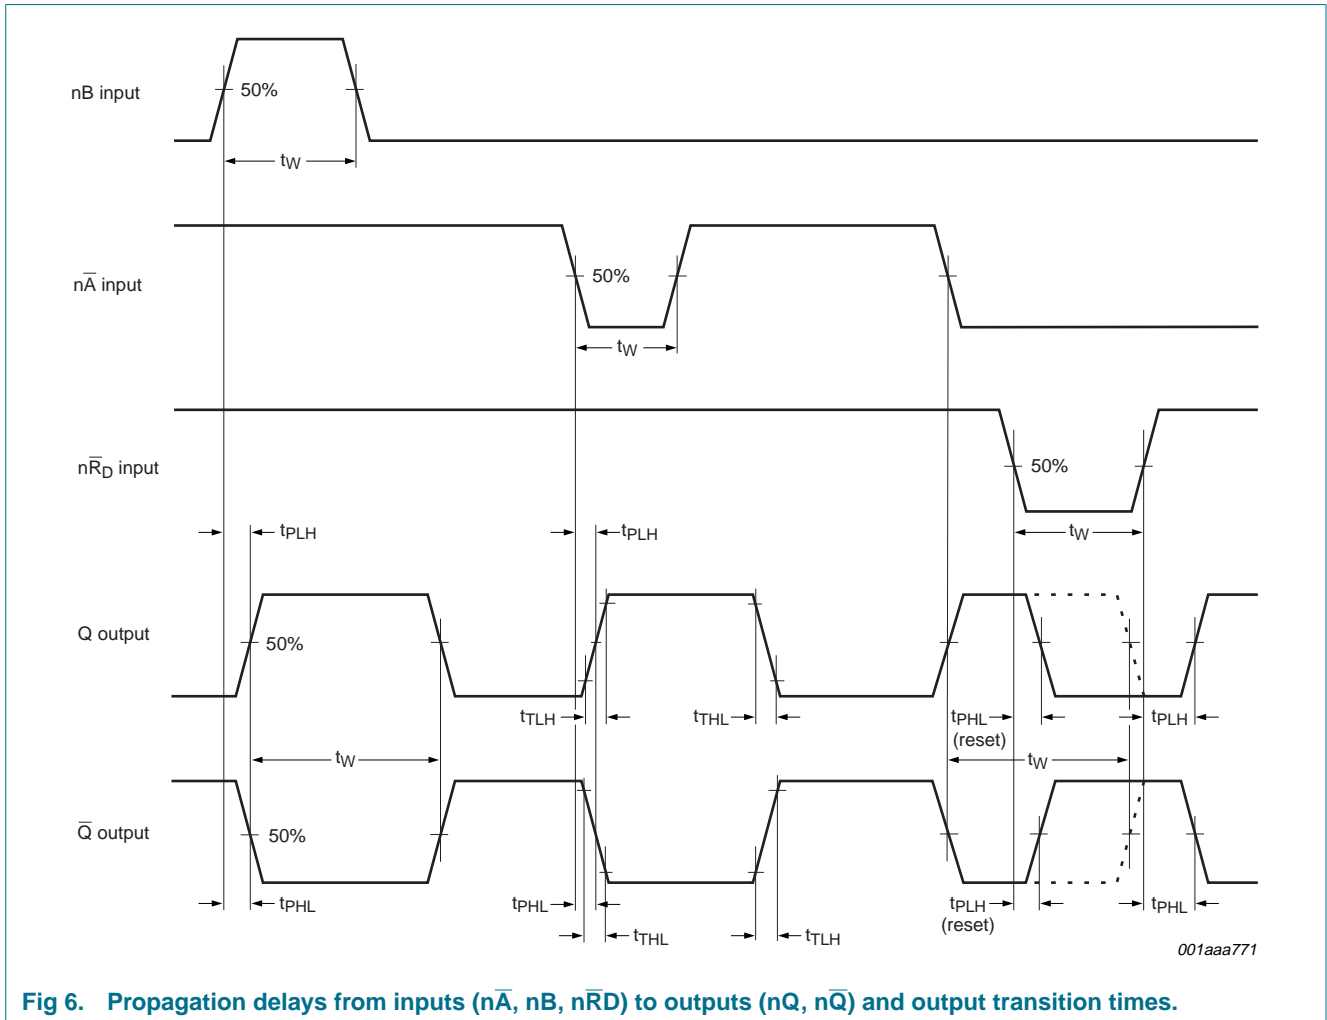 nB input
50%
tW
nA̅ input
50%
tW
nR̅D input
50%
tPLH
tPLH
tW
Q output
50%
tTLH
tTHL
tPHL
(reset)
tPLH
tW
tW
Q̅ output
50%
tPHL
tPHL
tPLH
(reset)
tPHL
tTHL
tTLH
001aaa771
Fig 6. Propagation delays from inputs (nA̅, nB, nR̅D) to outputs (nQ, nQ̅) and output transition times.